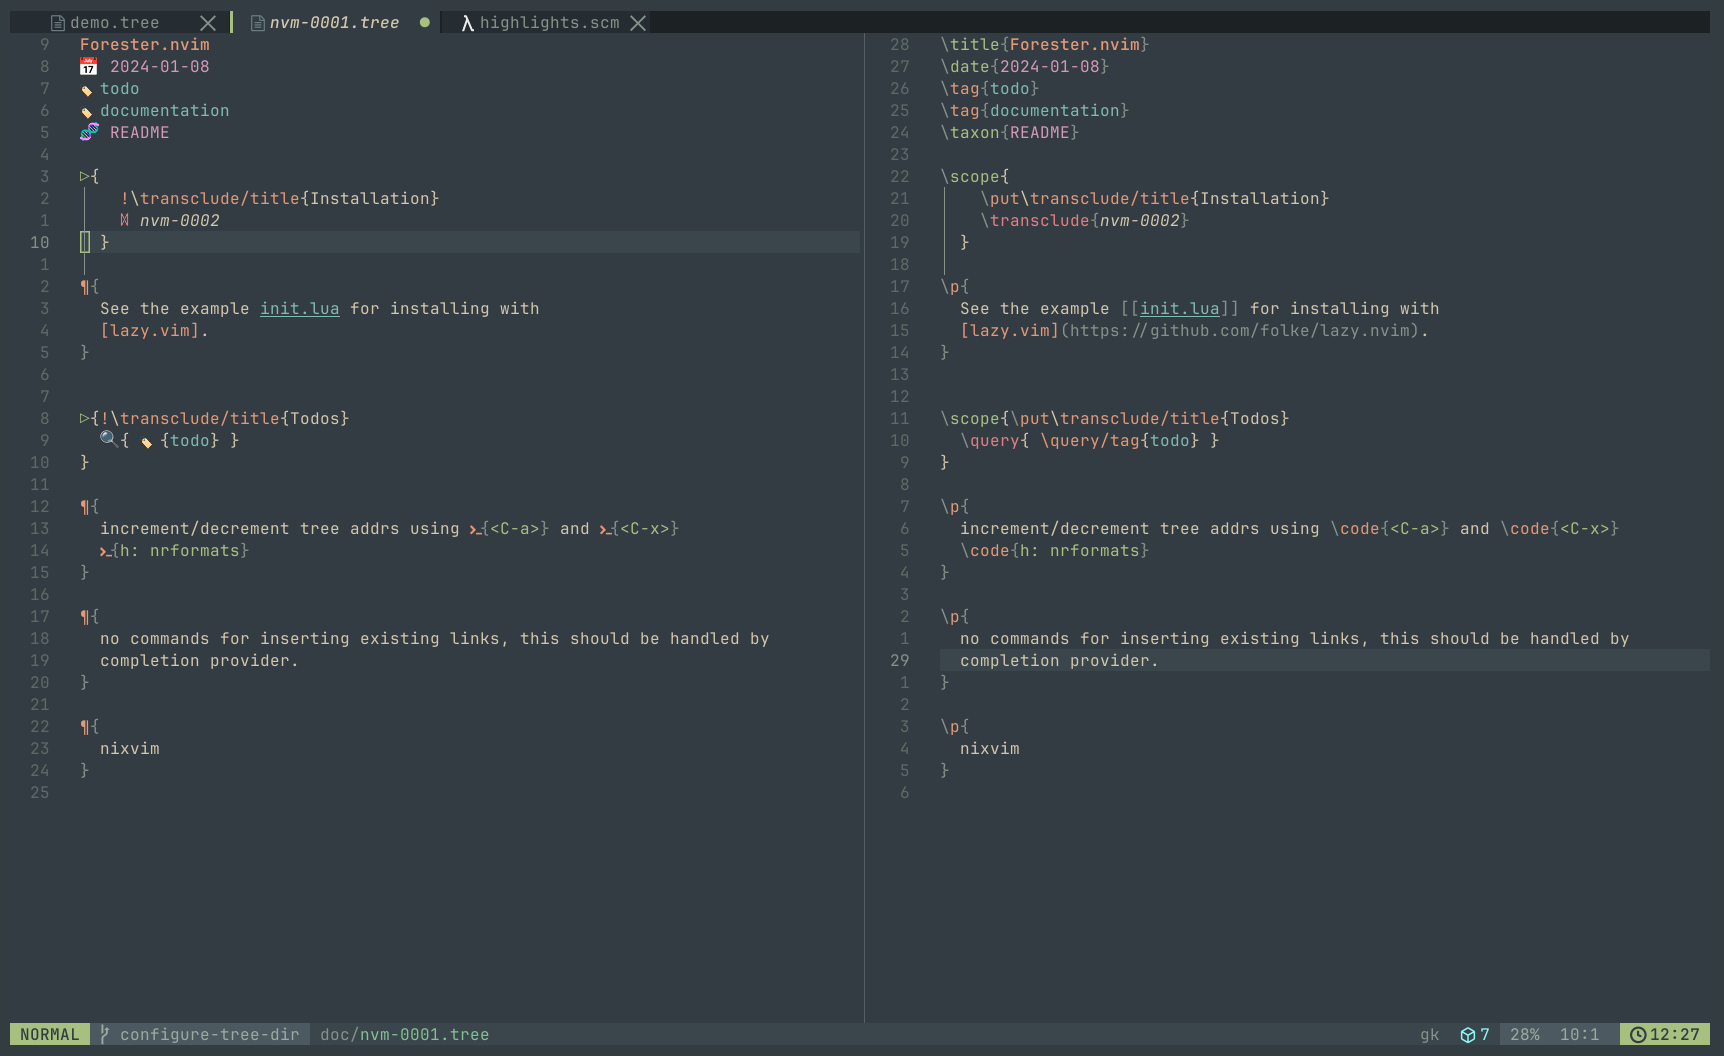 demo.tree nvm-0001.tree highlights.scm
9 Forester.nvim
8 📅 2024-01-08
7 🏷 todo
6 🏷 documentation
5 🧬 README
4
3 ▷{
2 !\transclude/title{Installation}
1 ᛥ nvm-0002
10 }
1
2 ¶{
3 See the example init.lua for installing with
4 [lazy.vim].
5 }
6
7
8 ▷{!\transclude/title{Todos}
9 🔍{ 🏷 {todo} }
10 }
11
12 ¶{
13 increment/decrement tree addrs using {<C-a>} and {<C-x>}
14 {h: nrformats}
15 }
16
17 ¶{
18 no commands for inserting existing links, this should be handled by
19 completion provider.
20 }
21
22 ¶{
23 nixvim
24 }
25
28 \title{Forester.nvim}
27 \date{2024-01-08}
26 \tag{todo}
25 \tag{documentation}
24 \taxon{README}
23
22 \scope{
21 \put\transclude/title{Installation}
20 \transclude{nvm-0002}
19 }
18
17 \p{
16 See the example [[init.lua]] for installing with
15 [lazy.vim](https://github.com/folke/lazy.nvim).
14 }
13
12
11 \scope{\put\transclude/title{Todos}
10 \query{ \query/tag{todo} }
9 }
8
7 \p{
6 increment/decrement tree addrs using \code{<C-a>} and \code{<C-x>}
5 \code{h: nrformats}
4 }
3
2 \p{
1 no commands for inserting existing links, this should be handled by
29 completion provider.
1 }
2
3 \p{
4 nixvim
5 }
6
NORMAL configure-tree-dir doc/nvm-0001.tree gk 7 28% 10:1 12:27